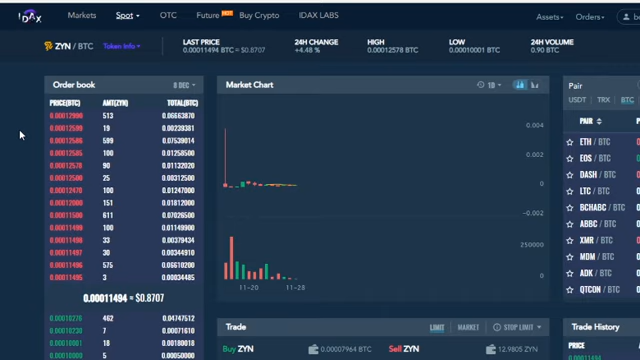 IDAX Markets Spot OTC Future HOT Buy Crypto IDAX LABS Assets Orders
ZYN / BTC Token Info
LAST PRICE 24H CHANGE HIGH LOW 24H VOLUME
0.00011494 BTC ≈ $0.8707 +4.48 % 0.00012578 BTC 0.00010001 BTC 0.90 BTC
Order book 8 DEC
PRICE(BTC) AMT(ZYN) TOTAL(BTC)
0.00012990 513 0.06663870
0.00012599 19 0.00239381
0.00012586 599 0.07539014
0.00012585 100 0.01258500
0.00012578 90 0.01132020
0.00012500 25 0.00312500
0.00012470 100 0.01247000
0.00012000 151 0.01812000
0.00011500 611 0.07026500
0.00011499 100 0.01149900
0.00011498 33 0.00379434
0.00011497 30 0.00344910
0.00011496 575 0.06610200
0.00011495 3 0.00034485
0.00011494 ≈ $0.8707
0.00010270 462 0.04747512
0.00010230 7 0.00071610
0.00010001 18 0.00180018
0.00010000 5 0.00050000
Market Chart 1D
0.004
0.002
0
-0.002
250000
0
11-20 11-28
Trade LIMIT MARKET STOP LIMIT
Buy ZYN 0.00007964 BTC Sell ZYN 12.9805 ZYN
Pair
USDT TRX BTC
PAIR
ETH / BTC
EOS / BTC
DASH / BTC
LTC / BTC
BCHABC / BTC
ABBC / BTC
XMR / BTC
MDM / BTC
ADK / BTC
QTCON / BTC
Trade History
PRICE